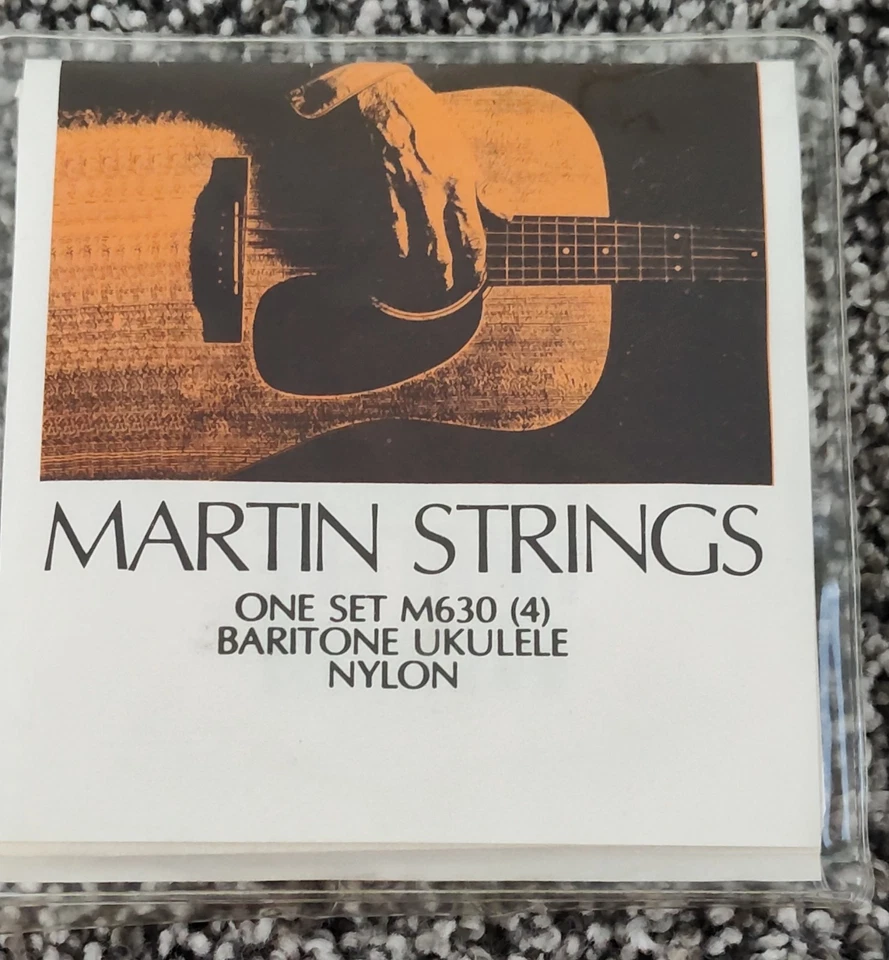 MARTIN STRINGS
ONE SET M630 (4)
BARITONE UKULELE
NYLON